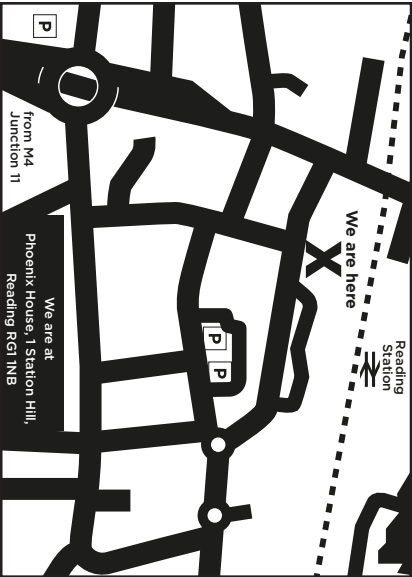 P
from M4
Junction 11
We are here
Reading
Station
P
P
We are at
Phoenix House, 1 Station Hill,
Reading RG1 1NB